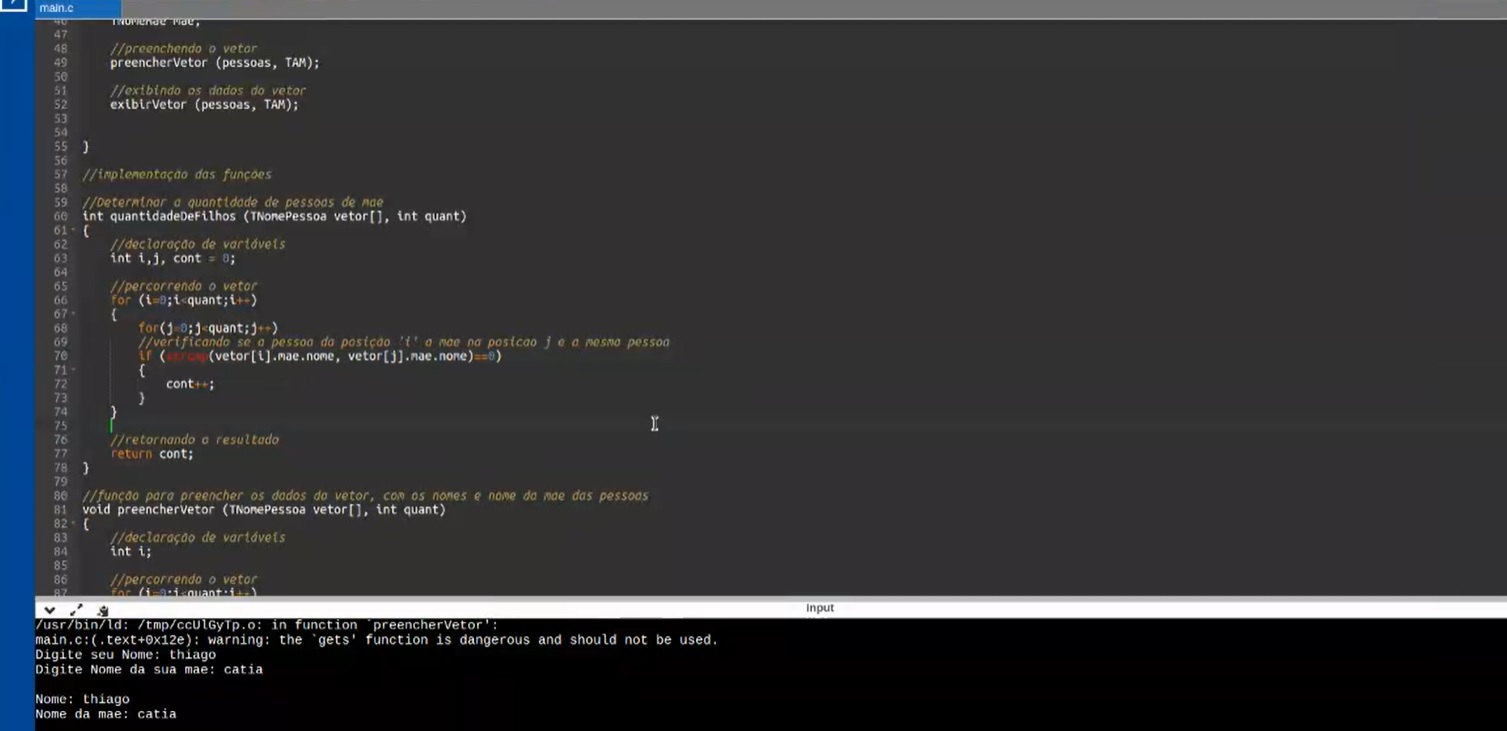 main.c
46 TNomeMae mae;
47
48 //preenchendo o vetor
49 preencherVetor (pessoas, TAM);
50
51 //exibindo os dados do vetor
52 exibirVetor (pessoas, TAM);
53
54
55 }
56
57 //implementação das funções
58
59 //Determinar a quantidade de pessoas de mae
60 int quantidadeDeFilhos (TNomePessoa vetor[], int quant)
61 {
62 //declaração de variáveis
63 int i,j, cont = 0;
64
65 //percorrendo o vetor
66 for (i=0;i<quant;i++)
67 {
68 for(j=0;j<quant;j++)
69 //verificando se a pessoa da posição 'i' a mae na posicao j e a mesma pessoa
70 if (strcmp(vetor[i].mae.nome, vetor[j].mae.nome)==0)
71 {
72 cont++;
73 }
74 }
75
76 //retornando o resultado
77 return cont;
78 }
79
80 //função para preencher os dados do vetor, com os nomes e nome da mae das pessoas
81 void preencherVetor (TNomePessoa vetor[], int quant)
82 {
83 //declaração de variáveis
84 int i;
85
86 //percorrendo o vetor
87 for (i=0;i<quant;i++)
input
/usr/bin/ld: /tmp/ccUlGyTp.o: in function `preencherVetor':
main.c:(.text+0x12e): warning: the `gets' function is dangerous and should not be used.
Digite seu Nome: thiago
Digite Nome da sua mae: catia
Nome: thiago
Nome da mae: catia